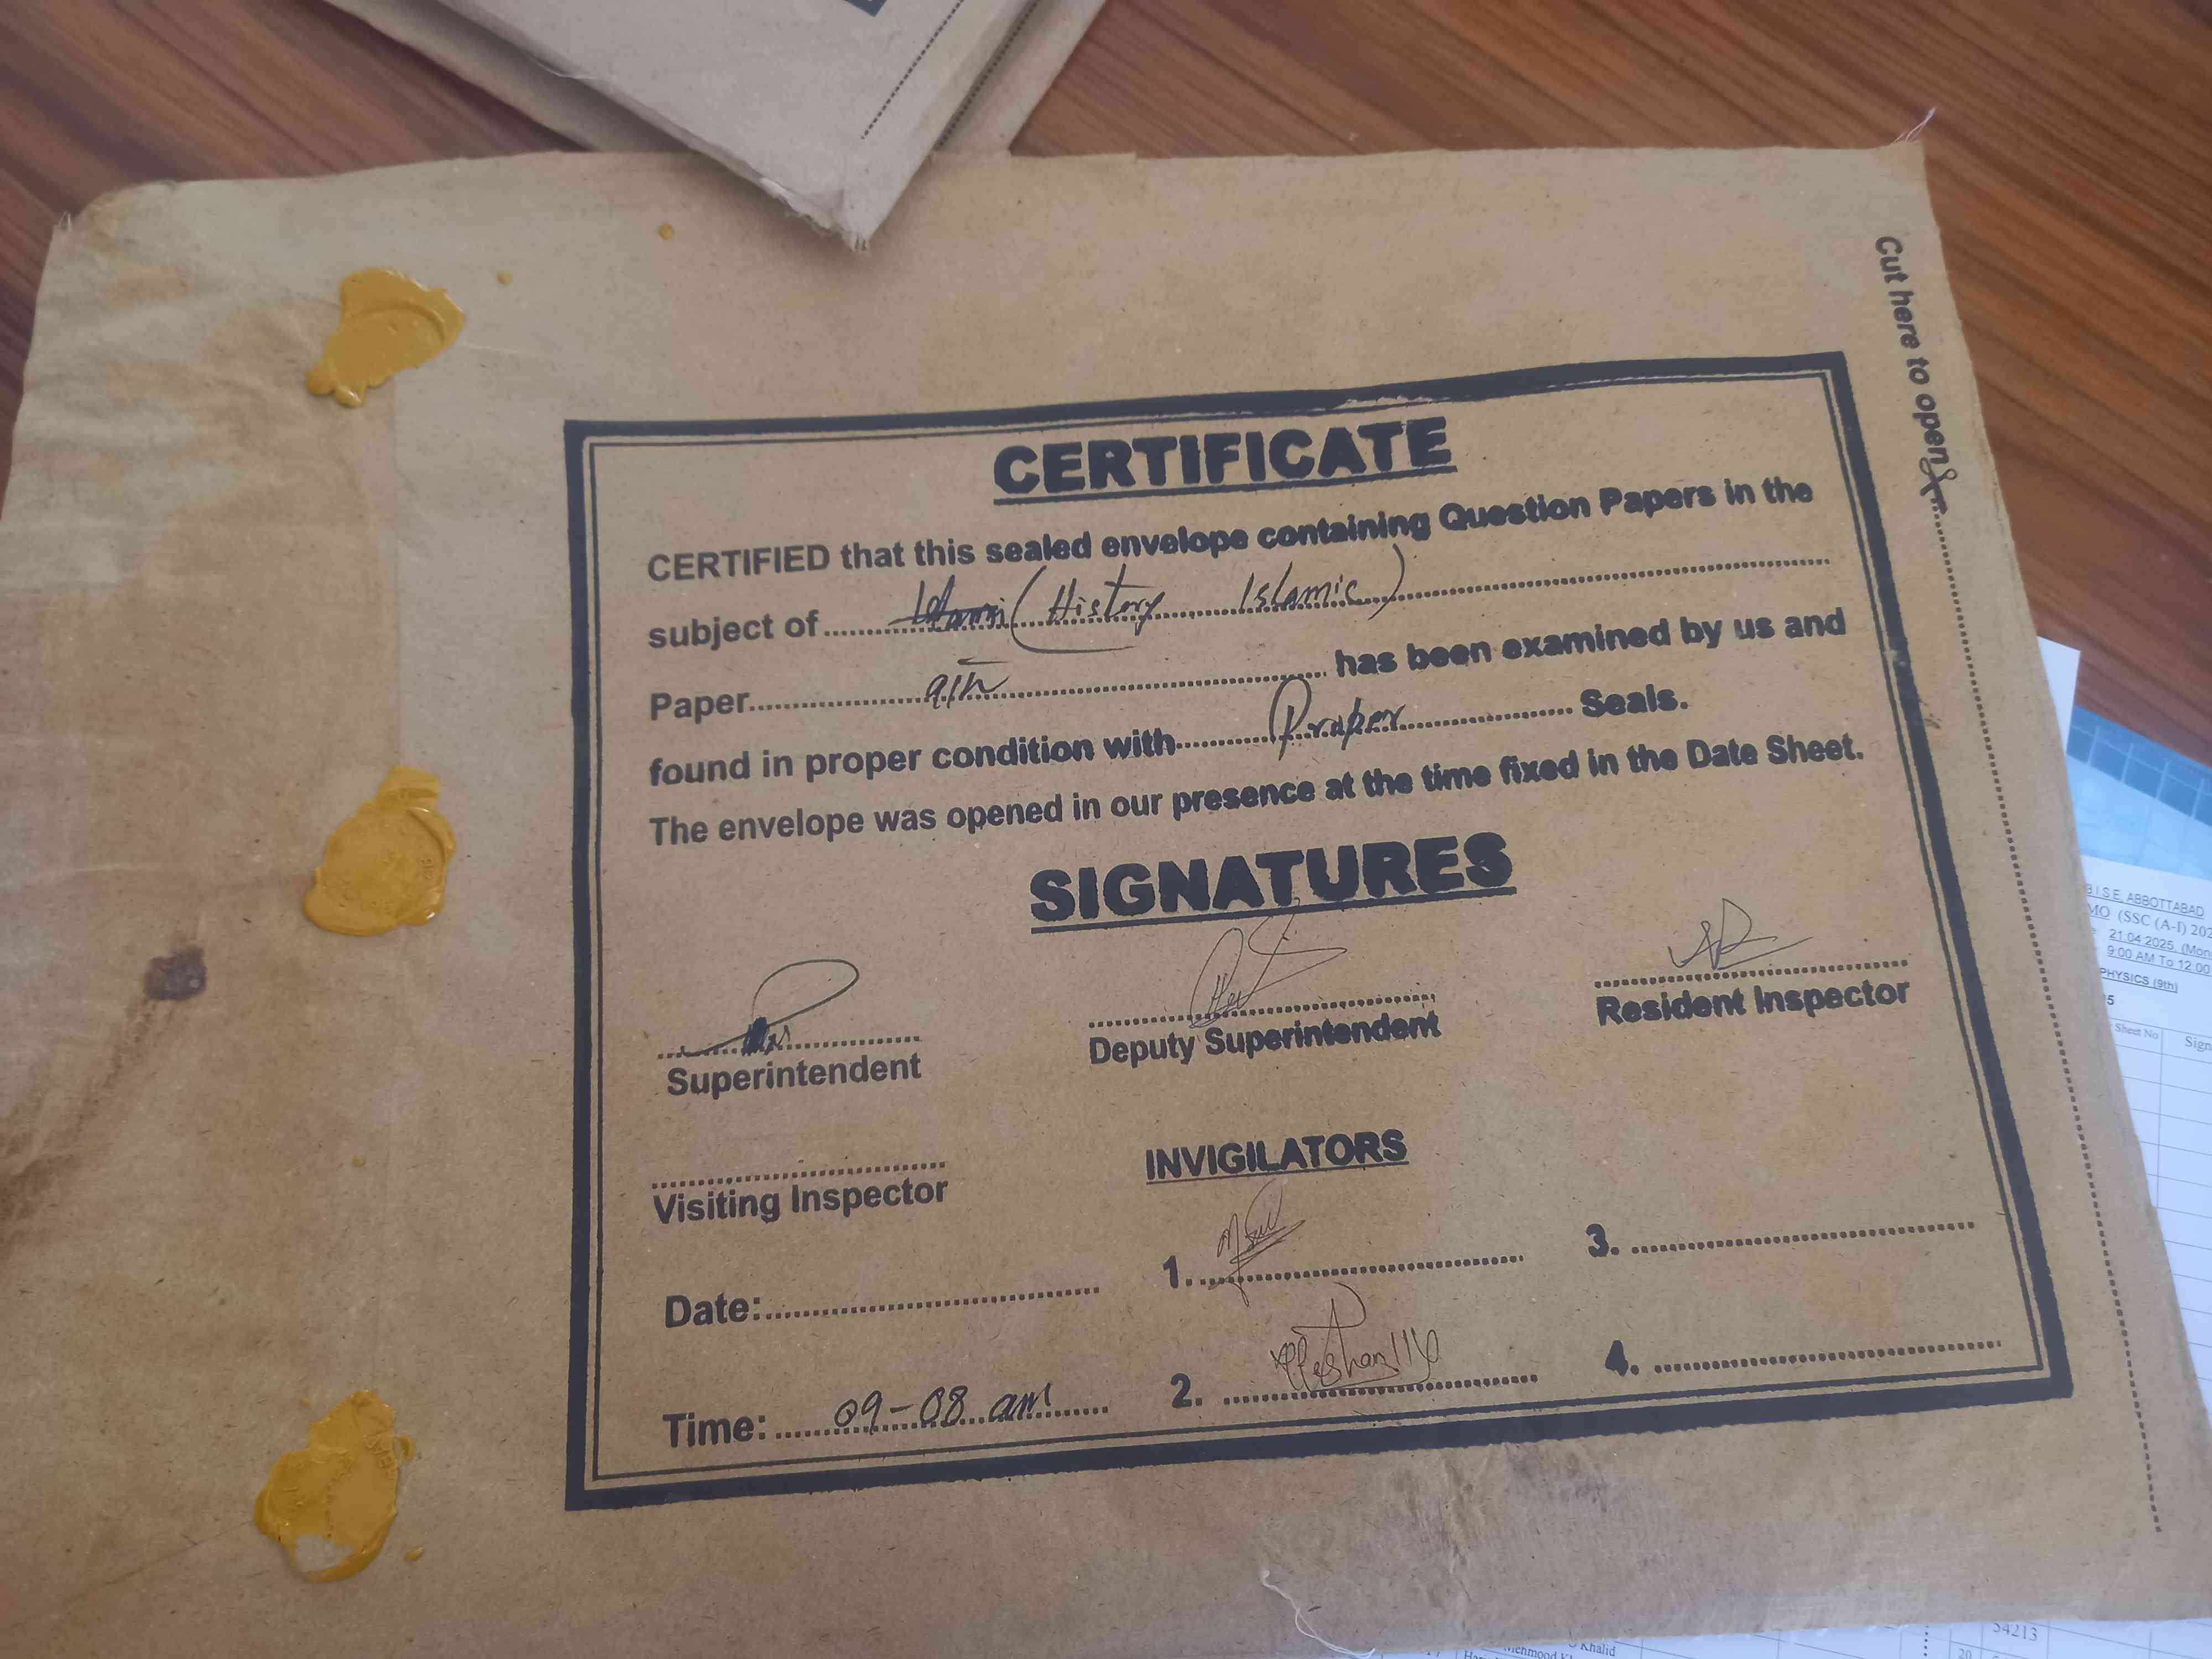 Cut here to open
CERTIFICATE
CERTIFIED that this sealed envelope containing Question Papers in the
subject of (History Islamic)
Paper 9th has been examined by us and
found in proper condition with Proper Seals.
The envelope was opened in our presence at the time fixed in the Date Sheet.
SIGNATURES
Superintendent
Deputy Superintendent
Resident Inspector
Visiting Inspector
INVIGILATORS
Date:
1.
3.
Time: 09-08 am
2.
4.
B.I.S.E, ABBOTTABAD
MO (SSC (A-I) 202
21.04.2025, (Mon
9:00 AM To 12.00
PHYSICS (9th)
Sheet No
Sign
Khalid
54213
20